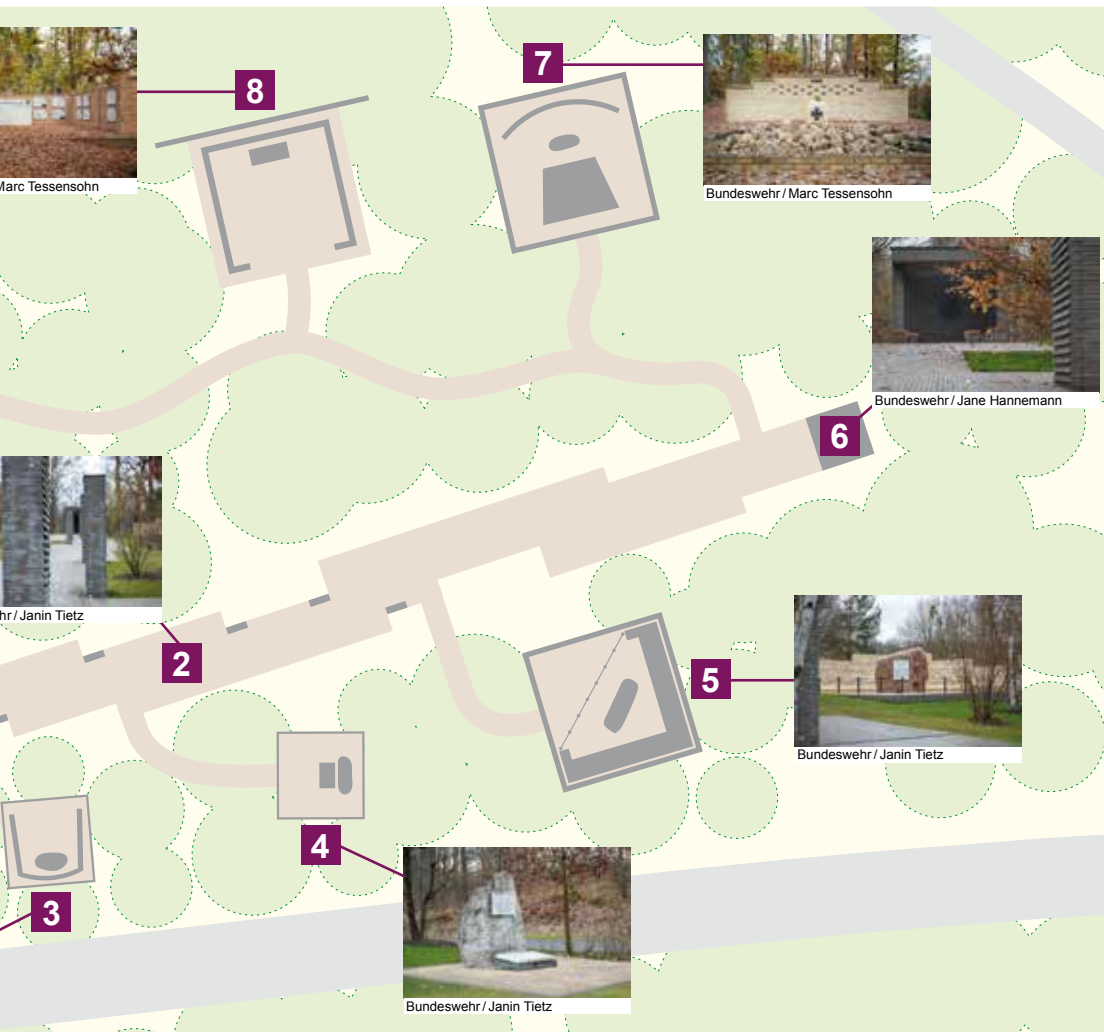 8
7
Marc Tessensohn
Bundeswehr / Marc Tessensohn
Bundeswehr / Jane Hannemann
6
hr / Janin Tietz
2
5
Bundeswehr / Janin Tietz
4
3
Bundeswehr / Janin Tietz